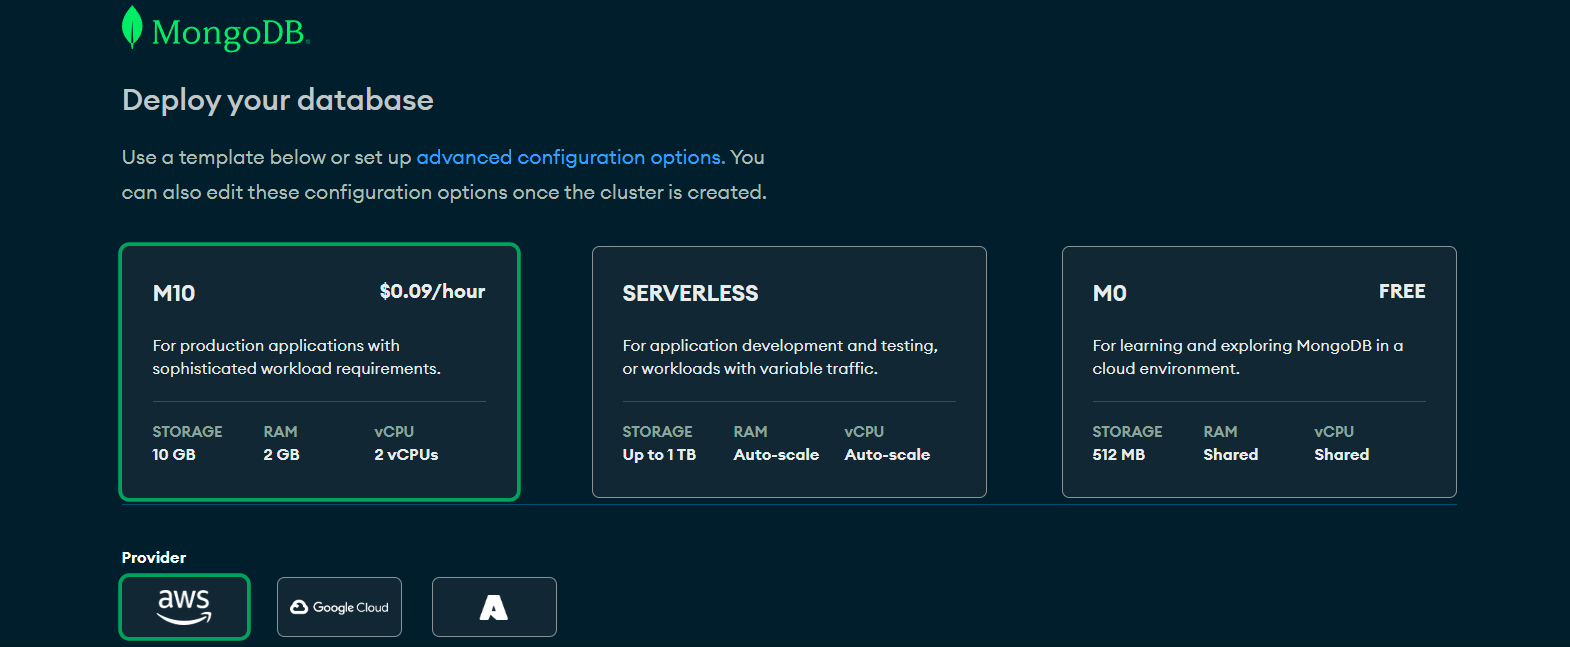 MongoDB
Deploy your database
Use a template below or set up advanced configuration options. You
can also edit these configuration options once the cluster is created.
M10 $0.09/hour
For production applications with
sophisticated workload requirements.
STORAGE RAM vCPU
10 GB 2 GB 2 vCPUs
SERVERLESS
For application development and testing,
or workloads with variable traffic.
STORAGE RAM vCPU
Up to 1 TB Auto-scale Auto-scale
M0 FREE
For learning and exploring MongoDB in a
cloud environment.
STORAGE RAM vCPU
512 MB Shared Shared
Provider
aws
Google Cloud